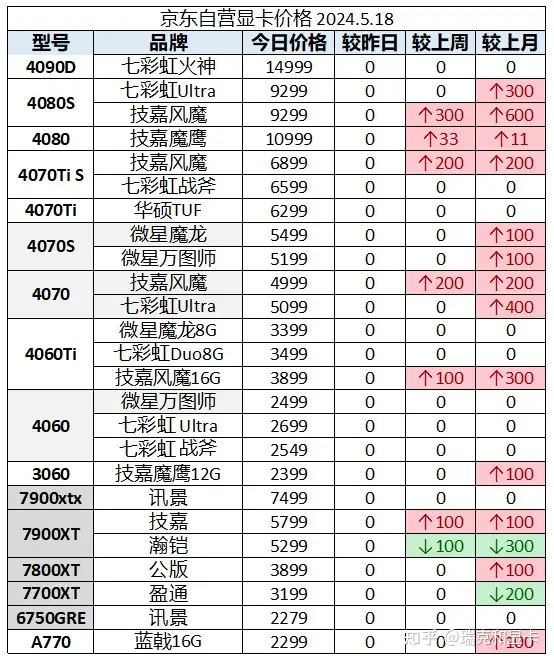 京东自营显卡价格 2024.5.18
型号 品牌 今日价格 较昨日 较上周 较上月
4090D 七彩虹火神 14999 0 0 0
4080S 七彩虹Ultra 9299 0 0 ↑300
技嘉风魔 9299 0 ↑300 ↑600
4080 技嘉魔鹰 10999 0 ↑33 ↑11
4070Ti S 技嘉风魔 6899 0 ↑200 ↑200
七彩虹战斧 6599 0 0 0
4070Ti 华硕TUF 6299 0 0 0
4070S 微星魔龙 5499 0 0 ↑100
微星万图师 5199 0 0 ↑100
4070 技嘉风魔 4999 0 ↑200 ↑200
七彩虹Ultra 5099 0 0 ↑400
4060Ti 微星魔龙8G 3399 0 0 0
七彩虹Duo8G 3499 0 0 0
技嘉风魔16G 3899 0 ↑100 ↑300
4060 微星万图师 2499 0 0 0
七彩虹 Ultra 2699 0 0 0
七彩虹 战斧 2549 0 0 0
3060 技嘉魔鹰12G 2399 0 0 ↑100
7900xtx 讯景 7499 0 0 0
7900XT 技嘉 5799 0 ↑100 ↑100
瀚铠 5299 0 ↓100 ↓300
7800XT 公版 3899 0 0 ↑100
7700XT 盈通 3199 0 0 ↓200
6750GRE 讯景 2279 0 0 0
A770 蓝戟16G 2299 0 0 ↑100
知乎 @瑞克和显卡